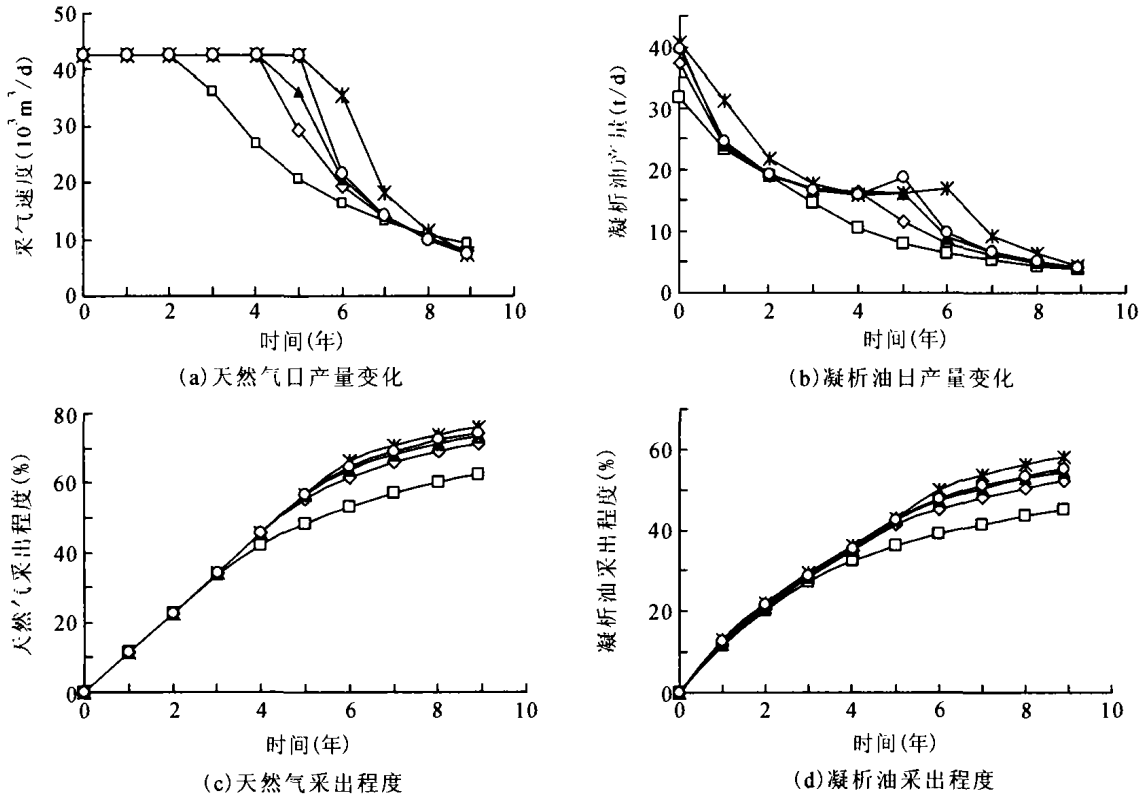 50
40
30
20
10
0
采气速度(10³m³/d)
0 2 4 6 8 10
时间(年)
(a)天然气日产量变化
40
30
20
10
0
凝析油产量(t/d)
0 2 4 6 8 10
时间(年)
(b)凝析油日产量变化
80
60
40
20
0
天然气采出程度(%)
0 2 4 6 8 10
时间(年)
(c)天然气采出程度
60
40
20
0
凝析油采出程度(%)
0 2 4 6 8 10
时间(年)
(d)凝析油采出程度